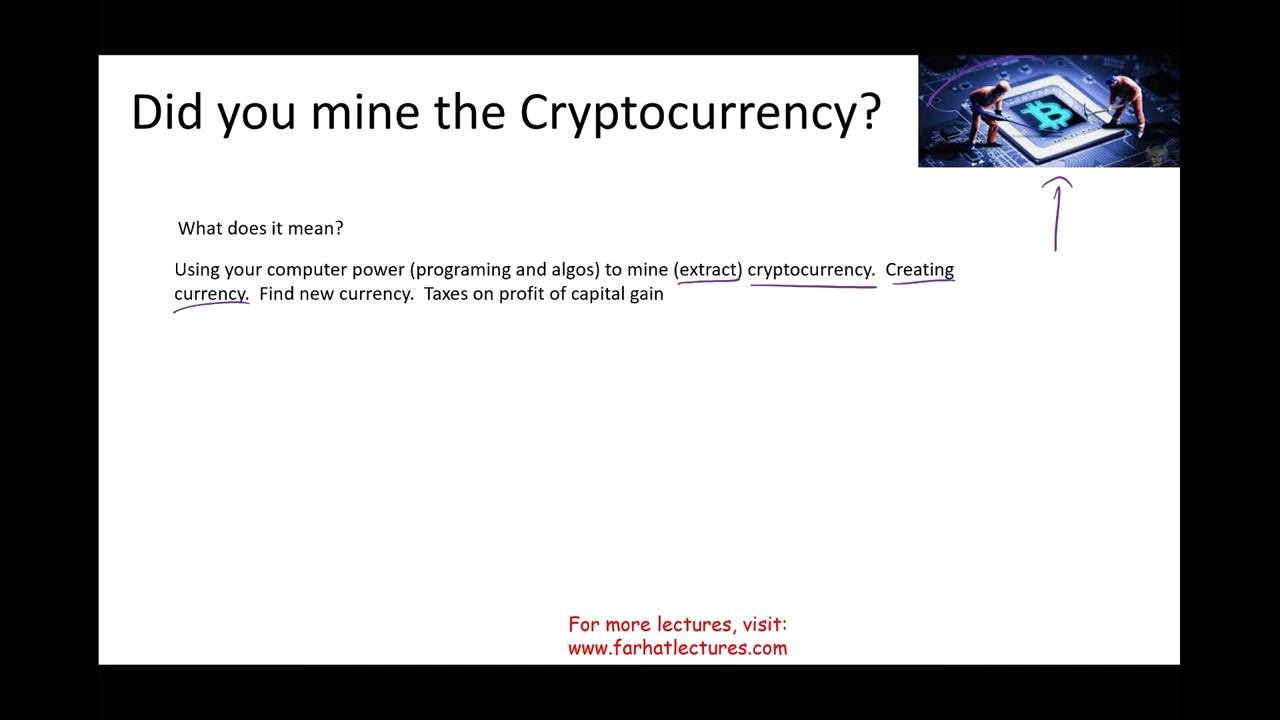 Did you mine the Cryptocurrency?
What does it mean?
Using your computer power (programing and algos) to mine (extract) cryptocurrency. Creating
currency. Find new currency. Taxes on profit of capital gain
For more lectures, visit:
www.farhatlectures.com